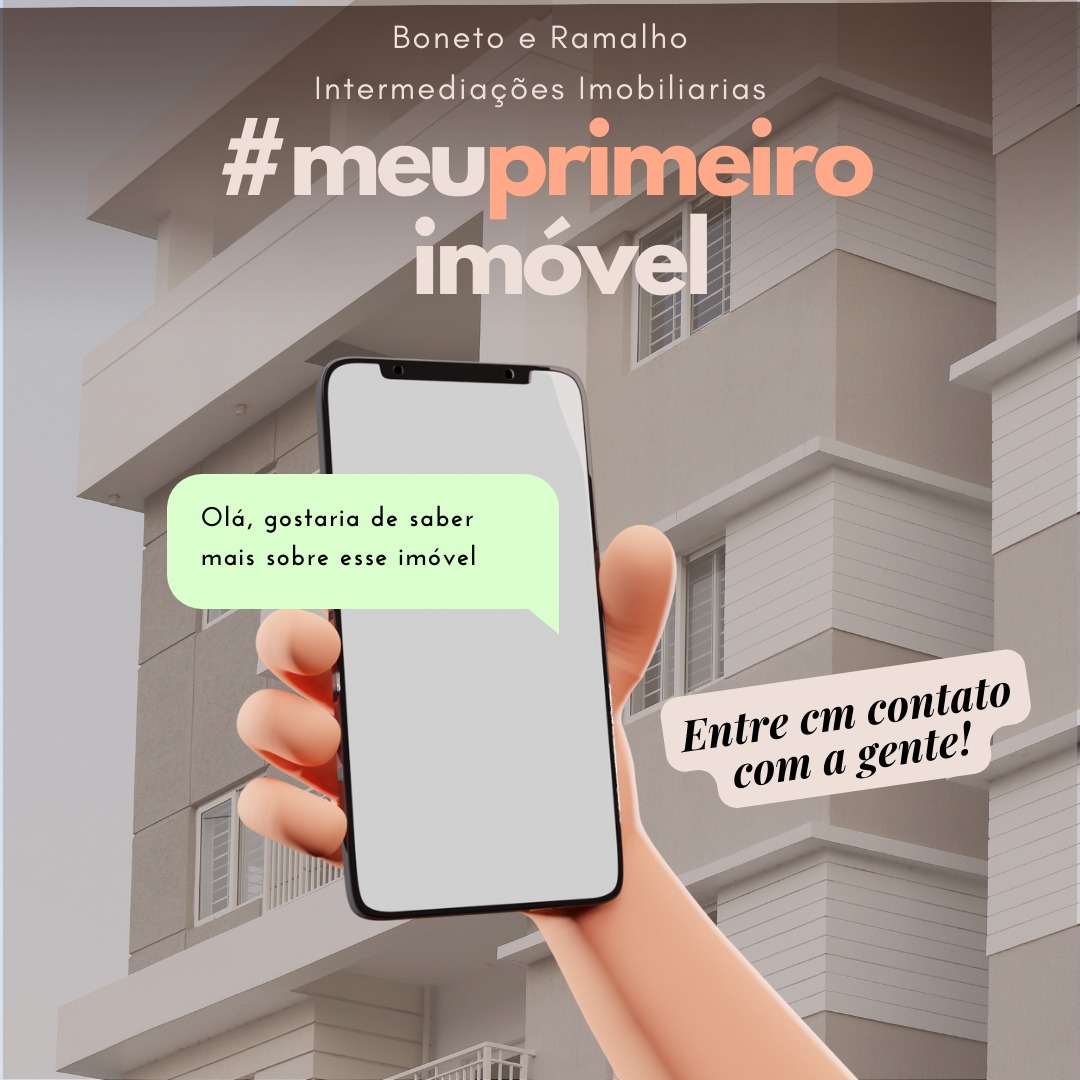 Boneto e Ramalho
Intermediações Imobiliarias
#meuprimeiro
imóvel
Olá, gostaria de saber
mais sobre esse imóvel
Entre cm contato
com a gente!